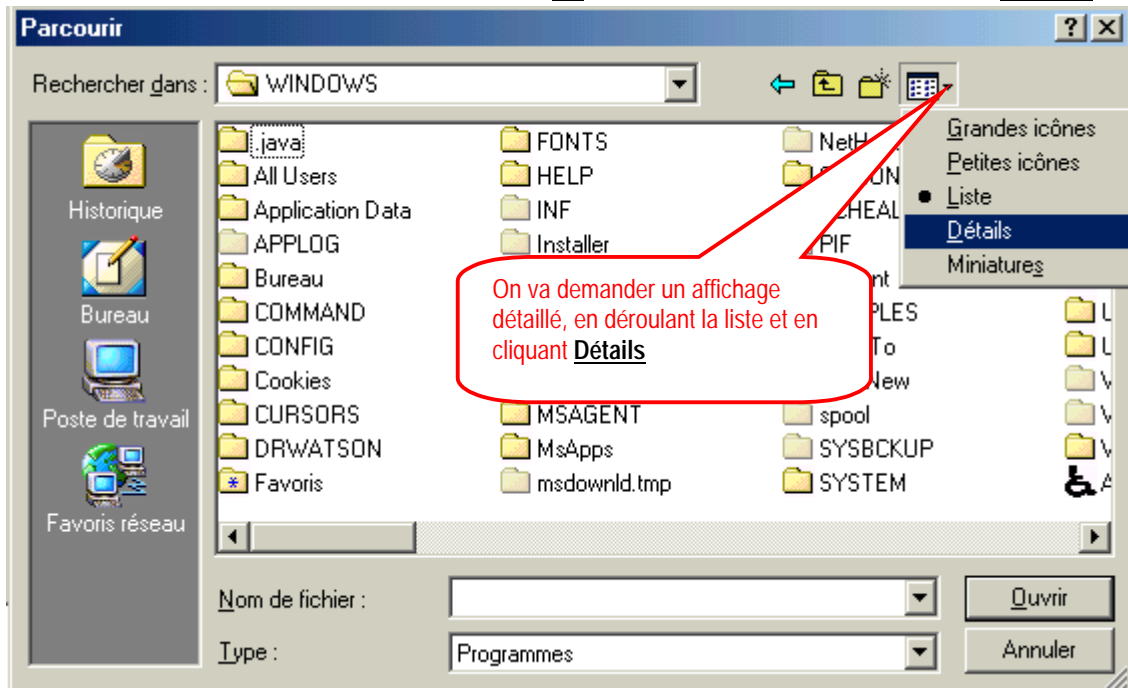 Parcourir
Rechercher dans :
WINDOWS
Grandes icônes
Petites icônes
Liste
Détails
Miniatures
Historique
Bureau
Poste de travail
Favoris réseau
.java
All Users
Application Data
APPLOG
Bureau
COMMAND
CONFIG
Cookies
CURSORS
DRWATSON
Favoris
FONTS
HELP
INF
Installer
MSAGENT
MsApps
msdownld.tmp
PIF
spool
SYSBCKUP
SYSTEM
On va demander un affichage
détaillé, en déroulant la liste et en
cliquant Détails
Nom de fichier :
Ouvrir
Type :
Programmes
Annuler